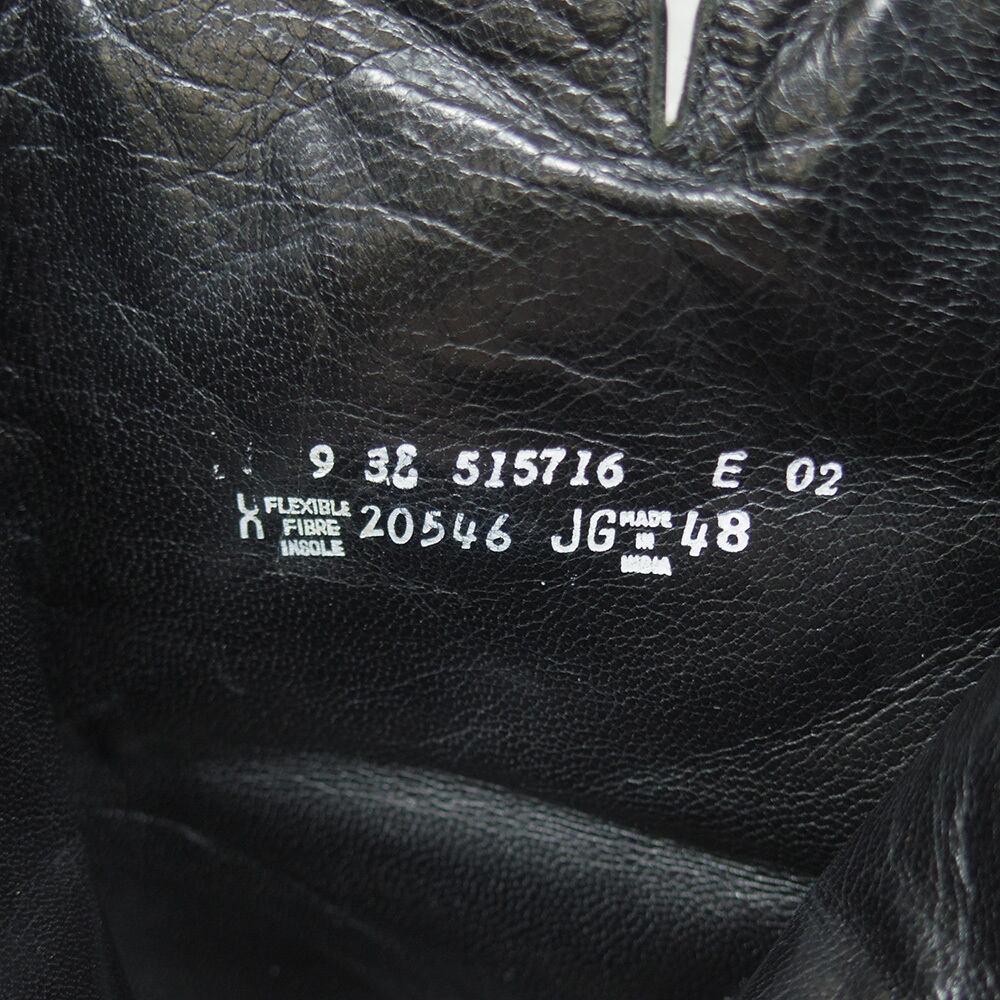 9 38 515716 E 02
FLEXIBLE FIBRE INSOLE 20546 JG MADE IN INDIA 48